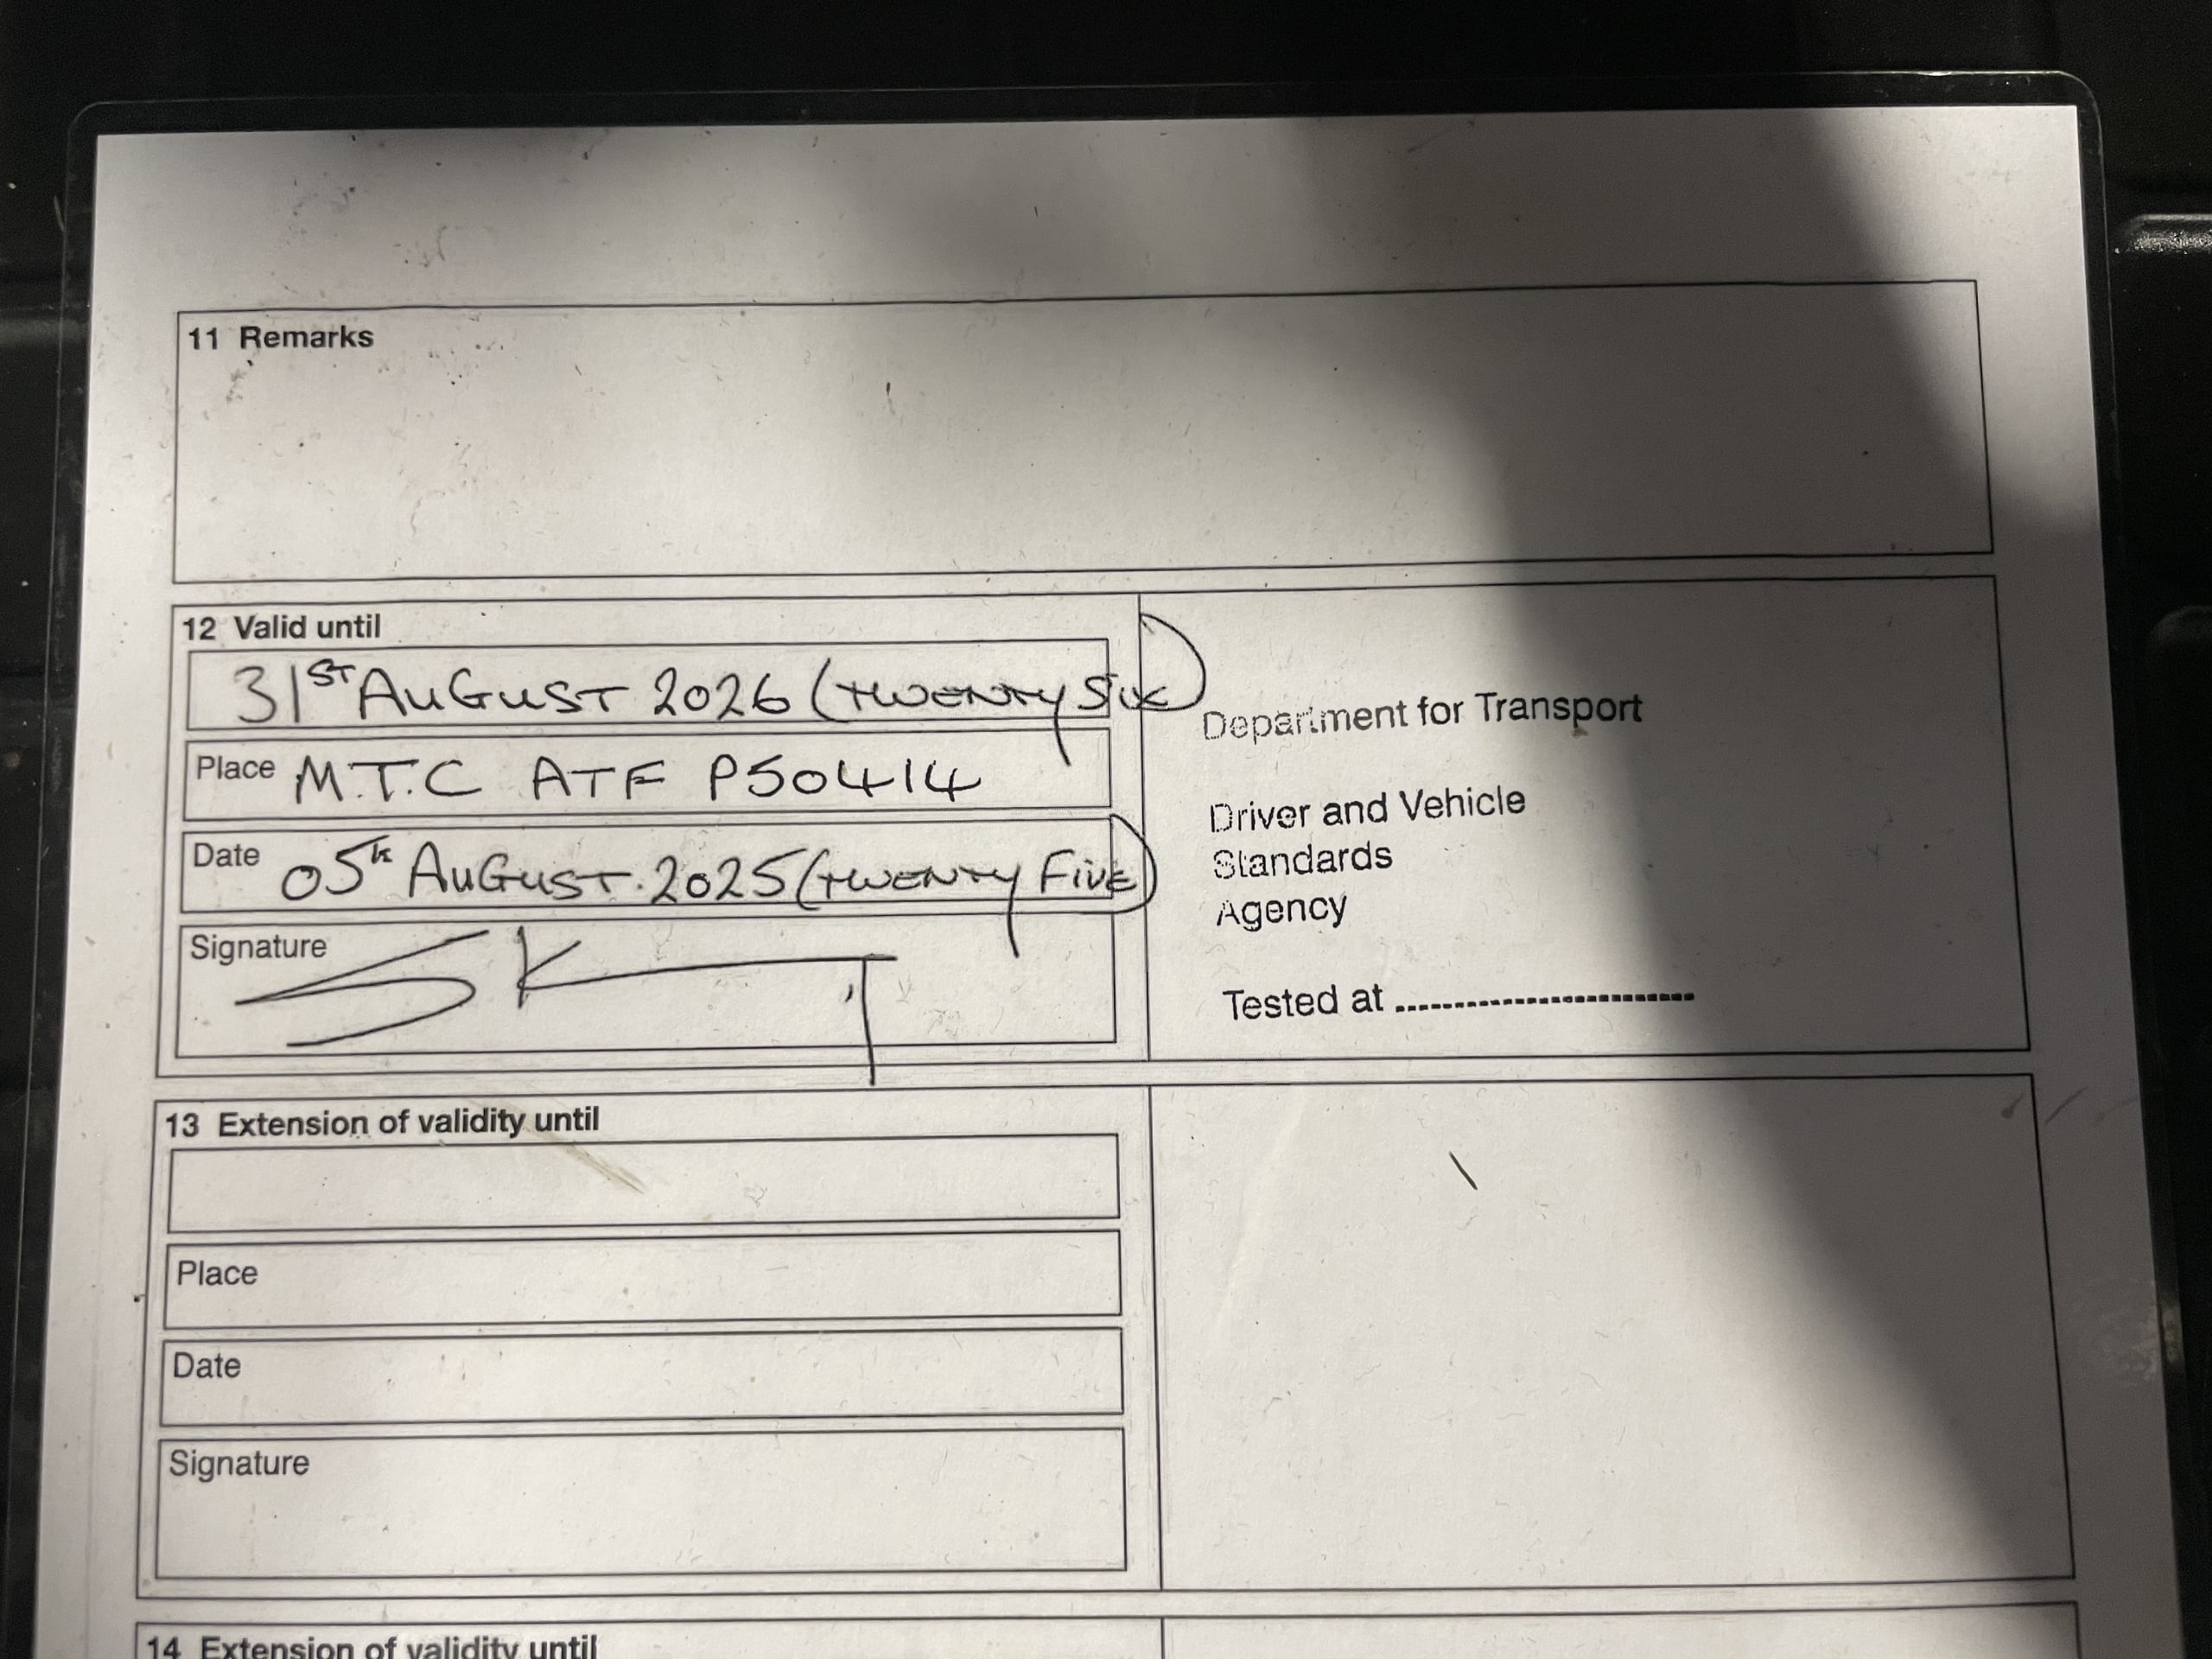 11 Remarks
12 Valid until
31ST AUGUST 2026 (TWENTY SIX)
Place M.T.C ATF P50414
Date 05th AUGUST. 2025 (TWENTY FIVE)
Signature
Department for Transport
Driver and Vehicle
Standards
Agency
Tested at ..........................
13 Extension of validity until
Place
Date
Signature
14 Extension of validity until